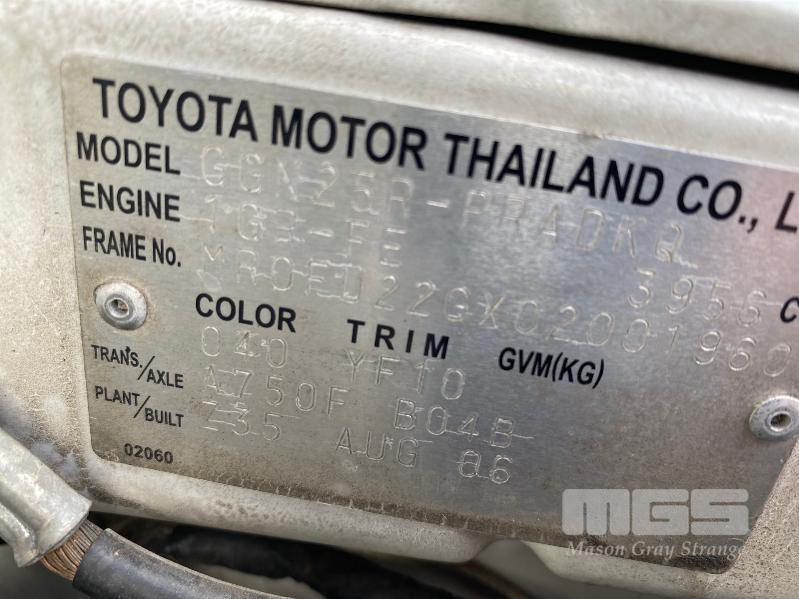 TOYOTA MOTOR THAILAND CO., L
MODEL GGN25R-PRADKQ
ENGINE 1GR-FE 3956 C
FRAME No. MR0ED22GXC2001960
COLOR TRIM GVM(KG)
040 YF10
TRANS./AXLE A750F B04B
PLANT/BUILT Z35 AUG 06
02060
MGS
Mason Gray Strange